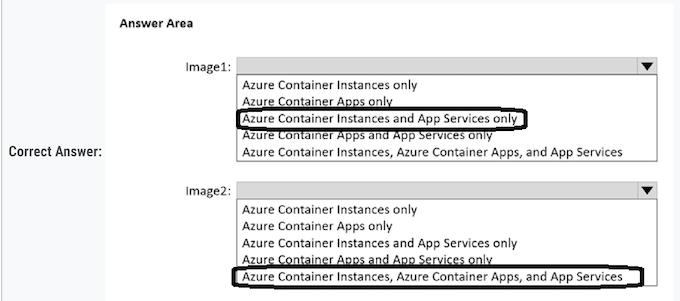 Answer Area
Image1:
Azure Container Instances only
Azure Container Apps only
Azure Container Instances and App Services only
Azure Container Apps and App Services only
Azure Container Instances, Azure Container Apps, and App Services
Correct Answer:
Image2:
Azure Container Instances only
Azure Container Apps only
Azure Container Instances and App Services only
Azure Container Apps and App Services only
Azure Container Instances, Azure Container Apps, and App Services